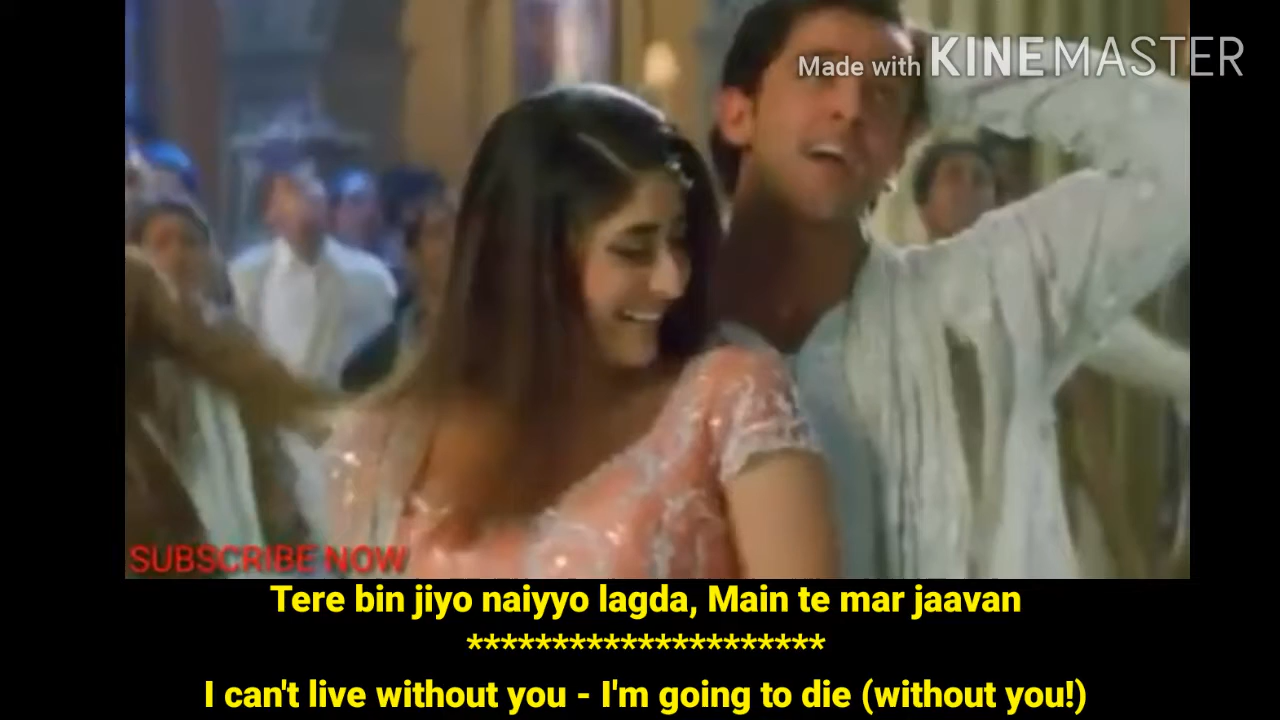 Made with KINEMASTER
SUBSCRIBE NOW
Tere bin jiyo naiyyo lagda, Main te mar jaavan
*********************
I can't live without you - I'm going to die (without you!)